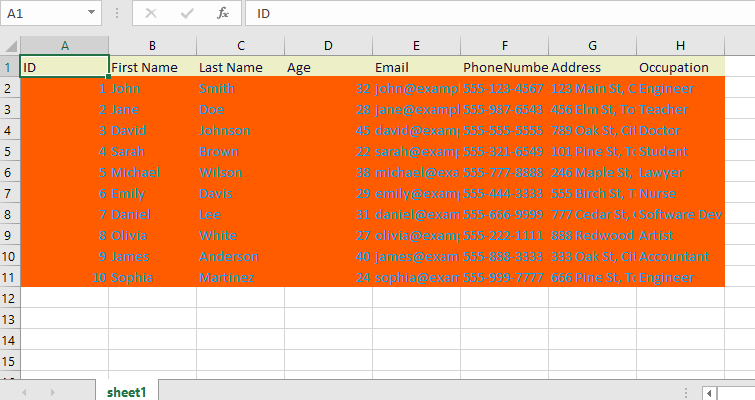 A1 fx ID
A B C D E F G H
1 ID First Name Last Name Age Email PhoneNumbe Address Occupation
2 1 John Smith 32 john@examp 555-123-4567 123 Main St, C Engineer
3 2 Jane Doe 28 jane@exampl 555-987-6543 456 Elm St, To Teacher
4 3 David Johnson 45 david@examp 555-555-5555 789 Oak St, Cit Doctor
5 4 Sarah Brown 22 sarah@examp 555-321-6549 101 Pine St, To Student
6 5 Michael Wilson 38 michael@exa 555-777-8888 246 Maple St, Lawyer
7 6 Emily Davis 29 emily@examp 555-444-3333 555 Birch St, Nurse
8 7 Daniel Lee 31 daniel@exam 555-666-9999 777 Cedar St, Software Dev
9 8 Olivia White 27 olivia@examp 555-222-1111 888 Redwood Artist
10 9 James Anderson 40 james@exam 555-888-3333 333 Oak St, Cit Accountant
11 10 Sophia Martinez 24 sophia@exam 555-999-7777 666 Pine St, To Engineer
12
13
14
15
sheet1